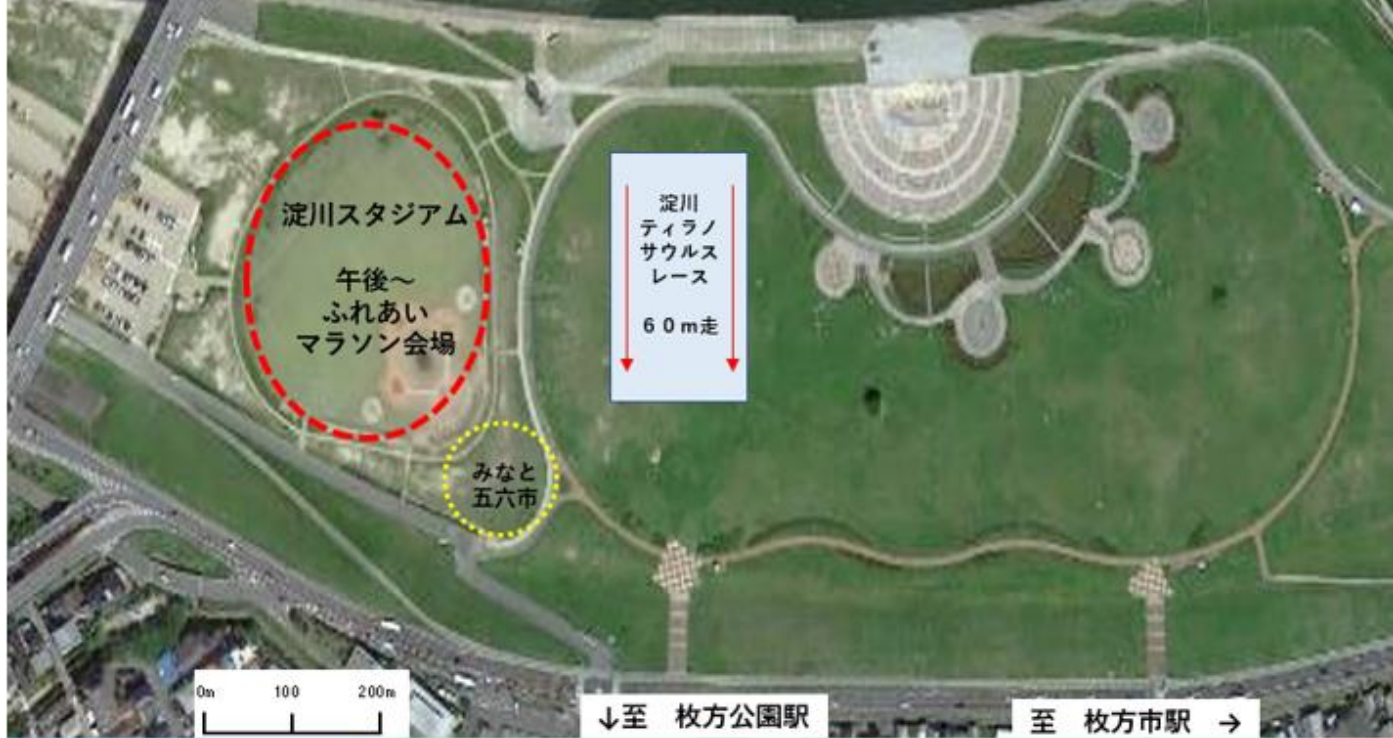 淀川スタジアム
午後～
ふれあい
マラソン会場
淀川
ティラノ
サウルス
レース
６０ｍ走
みなと
五六市
0m 100 200m
↓至 枚方公園駅
至 枚方市駅 →